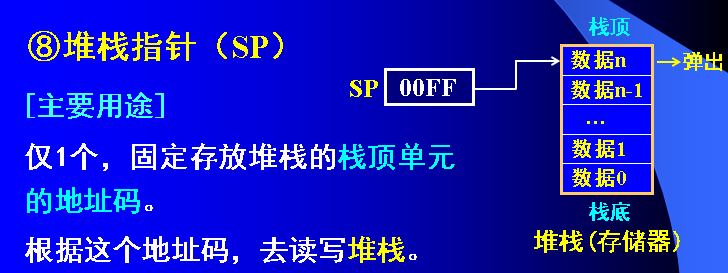 ⑧堆栈指针（SP）
[主要用途]
仅1个，固定存放堆栈的栈顶单元
的地址码。
根据这个地址码，去读写堆栈。
SP 00FF
栈顶
数据n
弹出
数据n-1
…
数据1
数据0
栈底
堆栈(存储器)